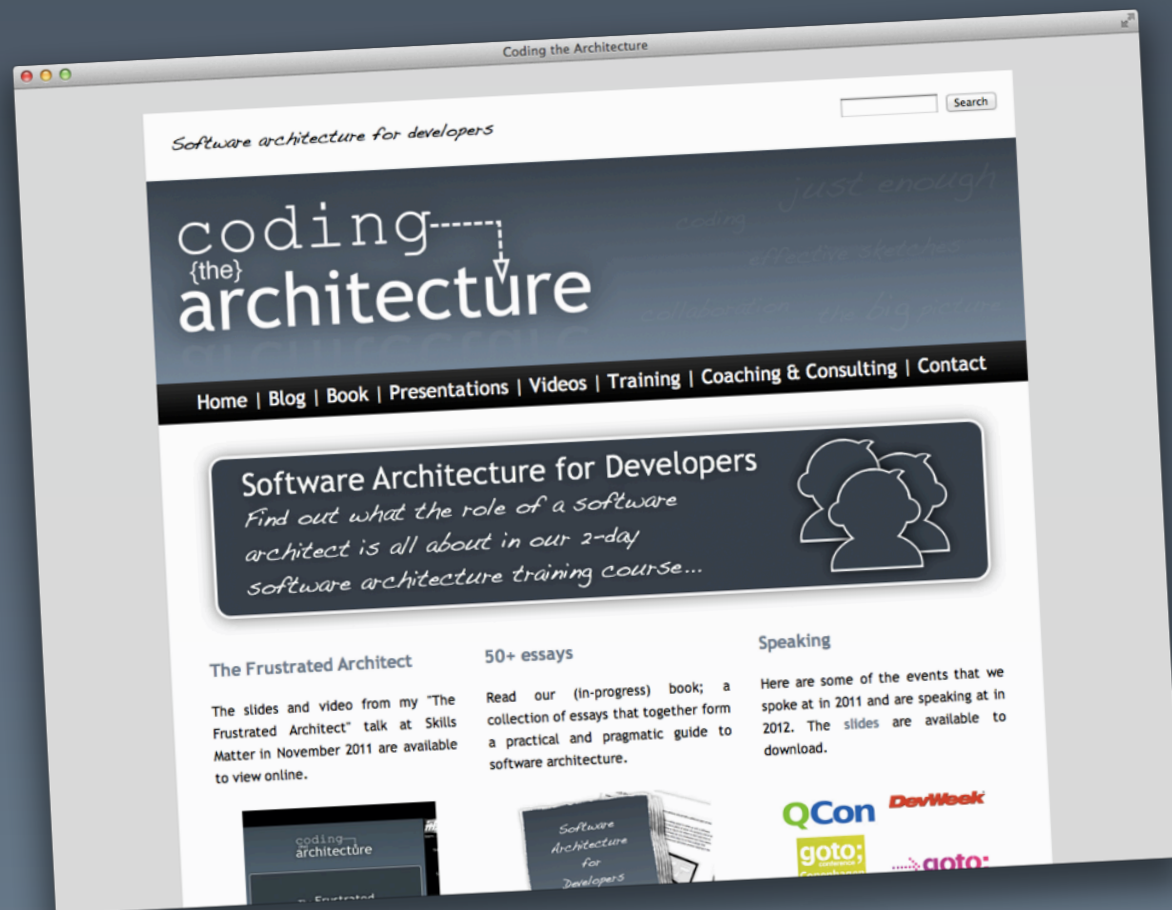 Coding the Architecture
Software architecture for developers
Search
just enough
coding
effective sketches
collaboration
the big picture
coding
{the}
architecture
Home | Blog | Book | Presentations | Videos | Training | Coaching & Consulting | Contact
Software Architecture for Developers
Find out what the role of a software
architect is all about in our 2-day
software architecture training course...
The Frustrated Architect
The slides and video from my "The
Frustrated Architect" talk at Skills
Matter in November 2011 are available
to view online.
coding
architecture
Frustrated
50+ essays
Read our (in-progress) book; a
collection of essays that together form
a practical and pragmatic guide to
software architecture.
Software
Architecture
for
Developers
Speaking
Here are some of the events that we
spoke at in 2011 and are speaking at in
2012. The slides are available to
download.
QCon
DevWeek
goto;
conference
Copenhagen
goto;